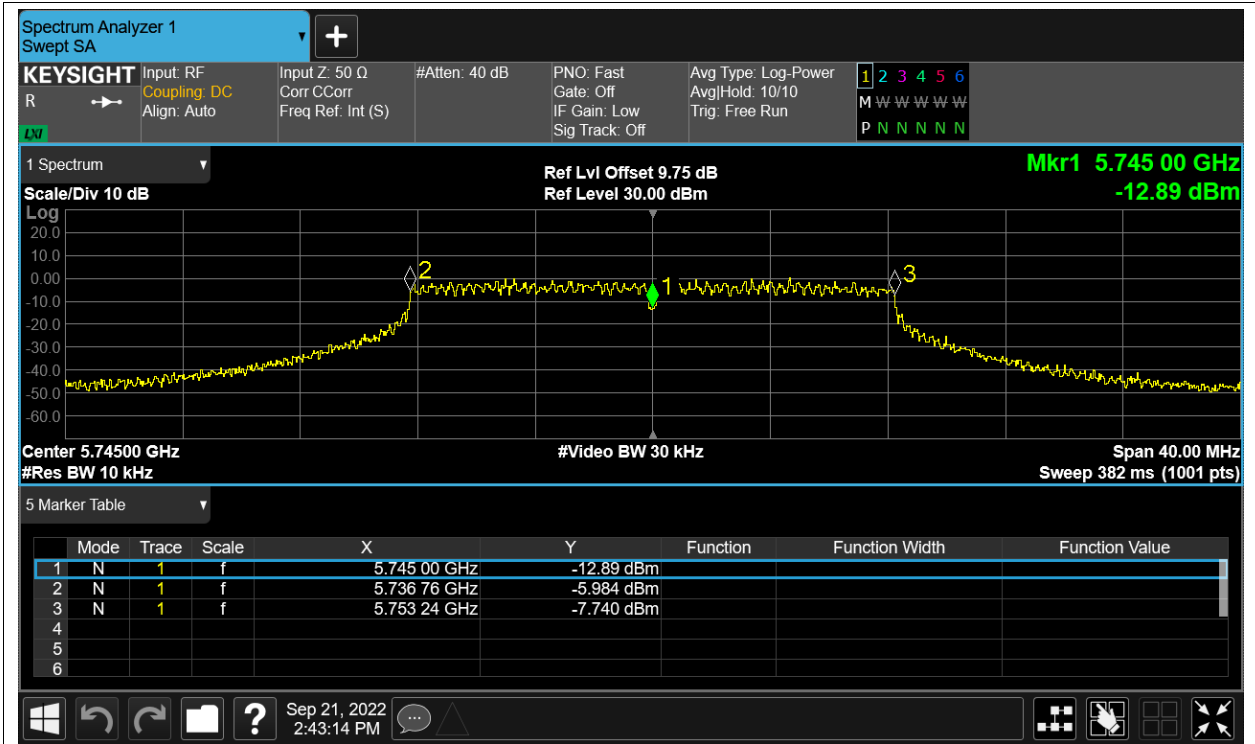 Spectrum Analyzer 1
Swept SA
KEYSIGHT
R
LXI
Input: RF
Coupling: DC
Align: Auto
Input Z: 50 Ω
Corr CCorr
Freq Ref: Int (S)
#Atten: 40 dB
PNO: Fast
Gate: Off
IF Gain: Low
Sig Track: Off
Avg Type: Log-Power
Avg|Hold: 10/10
Trig: Free Run
1 2 3 4 5 6
M W W W W W
P N N N N N
1 Spectrum
Scale/Div 10 dB
Ref Lvl Offset 9.75 dB
Ref Level 30.00 dBm
Mkr1 5.745 00 GHz
-12.89 dBm
Log
20.0
10.0
0.00
-10.0
-20.0
-30.0
-40.0
-50.0
-60.0
2
1
3
Center 5.74500 GHz
#Res BW 10 kHz
#Video BW 30 kHz
Span 40.00 MHz
Sweep 382 ms (1001 pts)
5 Marker Table
Mode Trace Scale X Y Function Function Width Function Value
1 N 1 f 5.745 00 GHz -12.89 dBm
2 N 1 f 5.736 76 GHz -5.984 dBm
3 N 1 f 5.753 24 GHz -7.740 dBm
4
5
6
?
Sep 21, 2022
2:43:14 PM